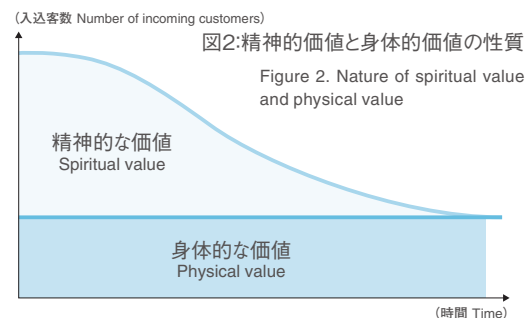 (入込客数 Number of incoming customers)
図2:精神的価値と身体的価値の性質
Figure 2. Nature of spiritual value
and physical value
精神的な価値
Spiritual value
身体的な価値
Physical value
(時間 Time)